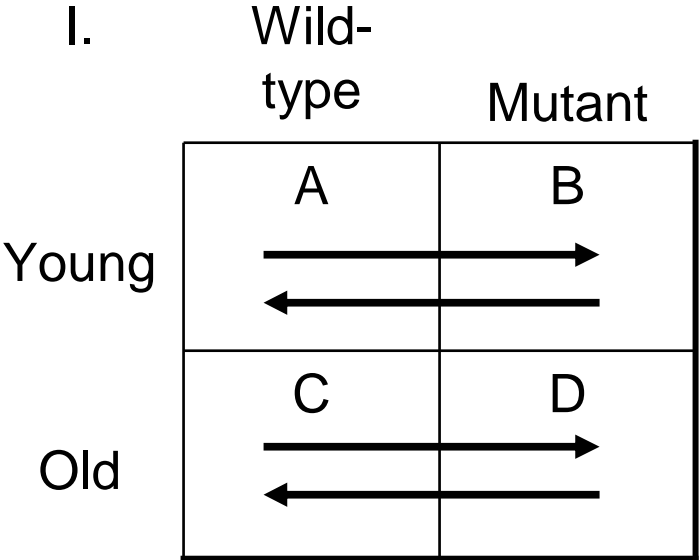 I.
Wild-
type
Mutant
A B
Young
C D
Old